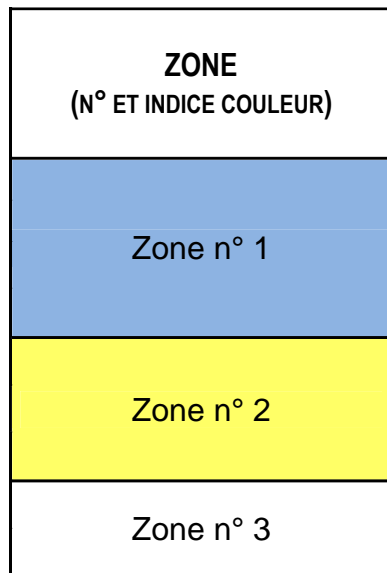 ZONE
(N° ET INDICE COULEUR)
Zone n° 1
Zone n° 2
Zone n° 3